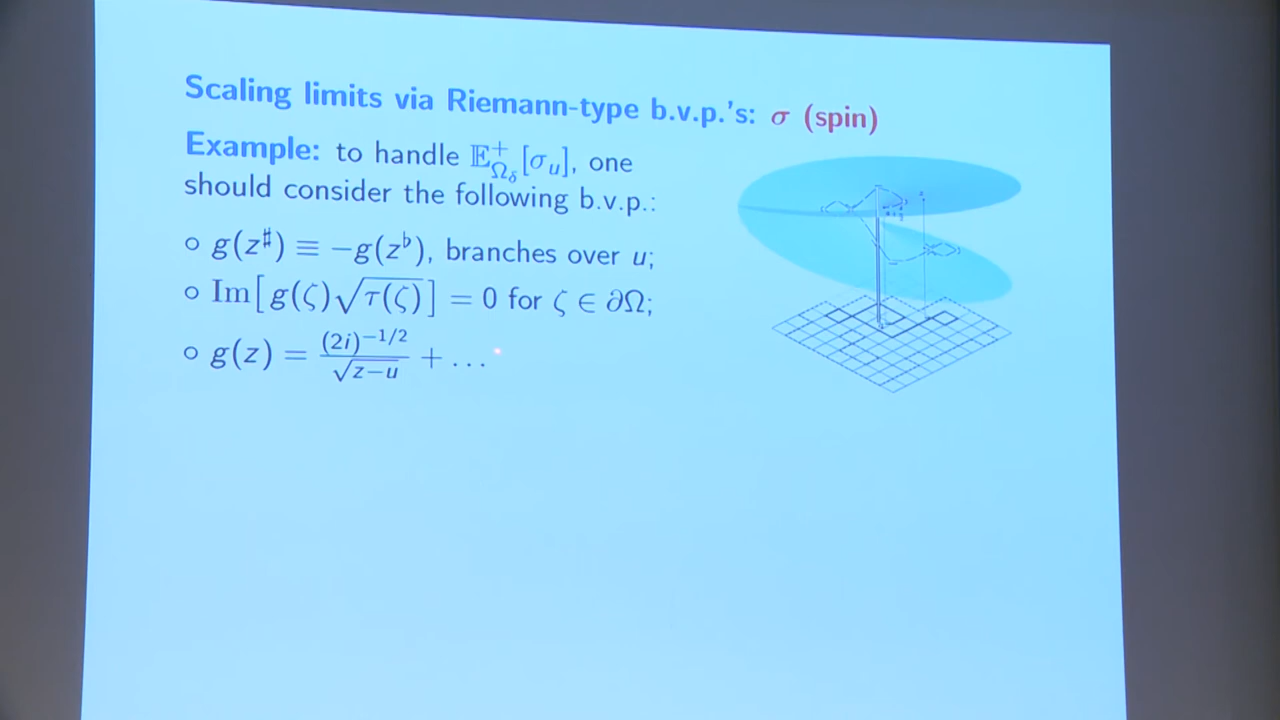 Scaling limits via Riemann-type b.v.p.'s: σ (spin)
Example: to handle 𝔼⁺_{Ω_δ}[σ_u], one
should consider the following b.v.p.:
○ g(z^♯) ≡ −g(z^♭), branches over u;
○ Im[g(ζ)√τ(ζ)] = 0 for ζ ∈ ∂Ω;
○ g(z) = (2i)^{−1/2}/√z−u + …